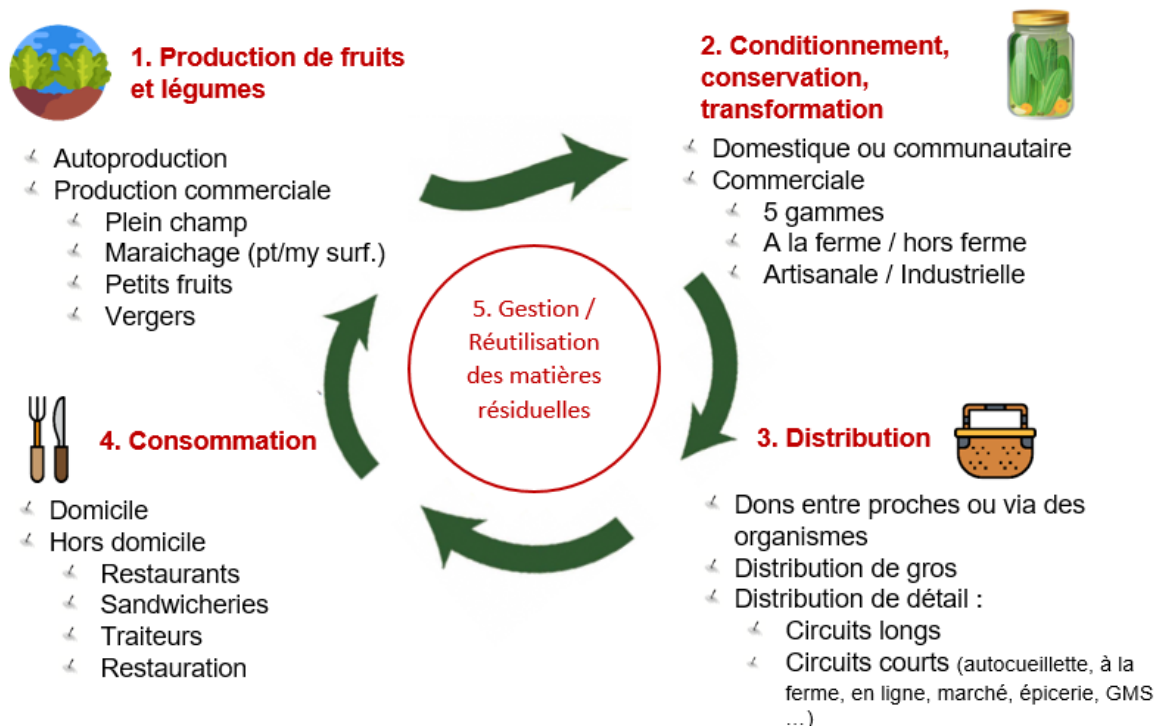 1. Production de fruits
et légumes
Autoproduction
Production commerciale
Plein champ
Maraichage (pt/my surf.)
Petits fruits
Vergers
2. Conditionnement,
conservation,
transformation
Domestique ou communautaire
Commerciale
5 gammes
A la ferme / hors ferme
Artisanale / Industrielle
3. Distribution
Dons entre proches ou via des
organismes
Distribution de gros
Distribution de détail :
Circuits longs
Circuits courts (autocueillette, à la
ferme, en ligne, marché, épicerie, GMS
…)
4. Consommation
Domicile
Hors domicile
Restaurants
Sandwicheries
Traiteurs
Restauration
5. Gestion /
Réutilisation
des matières
résiduelles